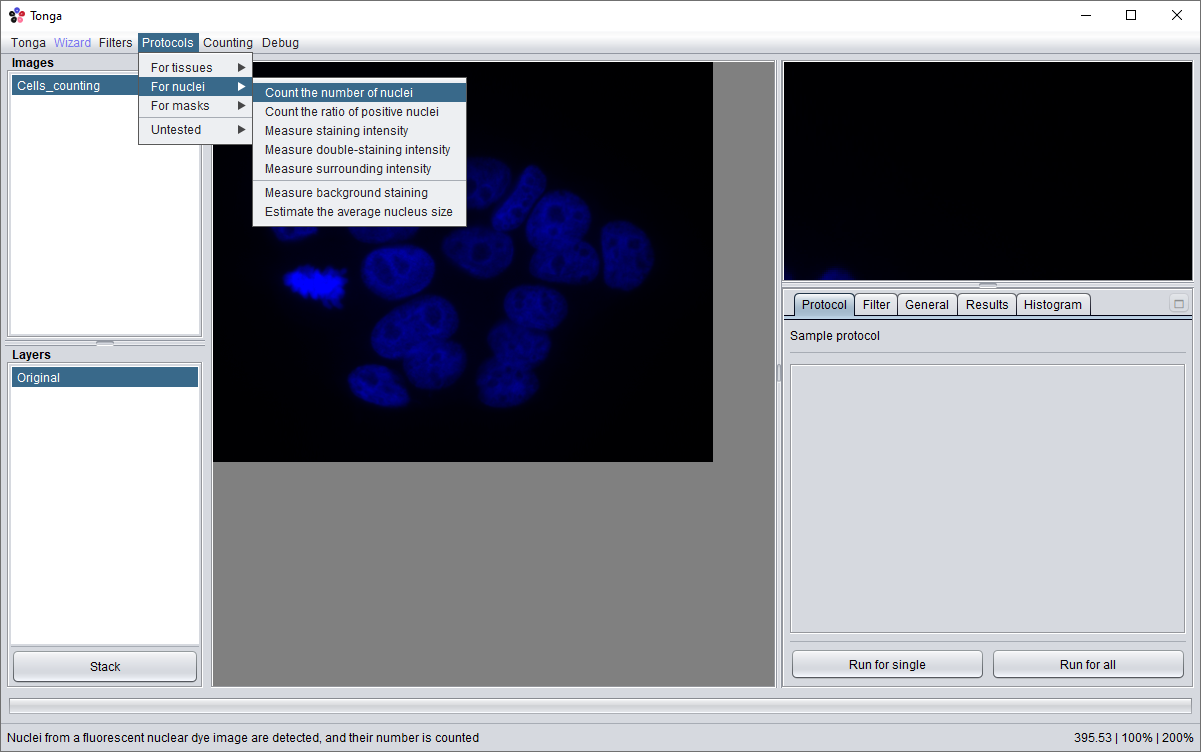 Tonga
Tonga Wizard Filters Protocols Counting Debug
Images
Cells_counting
For tissues
For nuclei
For masks
Untested
Count the number of nuclei
Count the ratio of positive nuclei
Measure staining intensity
Measure double-staining intensity
Measure surrounding intensity
Measure background staining
Estimate the average nucleus size
Layers
Original
Stack
Protocol Filter General Results Histogram
Sample protocol
Run for single Run for all
Nuclei from a fluorescent nuclear dye image are detected, and their number is counted
395.53 | 100% | 200%